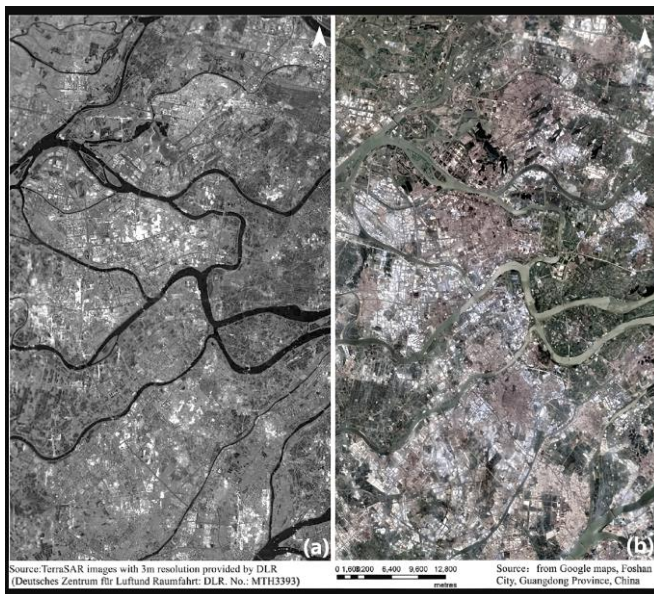 (a)
(b)
Source:TerraSAR images with 3m resolution provided by DLR
(Deutsches Zentrum für Luftund Raumfahrt: DLR. No.: MTH3393)
0 1,600 3,200 6,400 9,600 12,800
metres
Source: from Google maps, Foshan
City, Guangdong Province, China